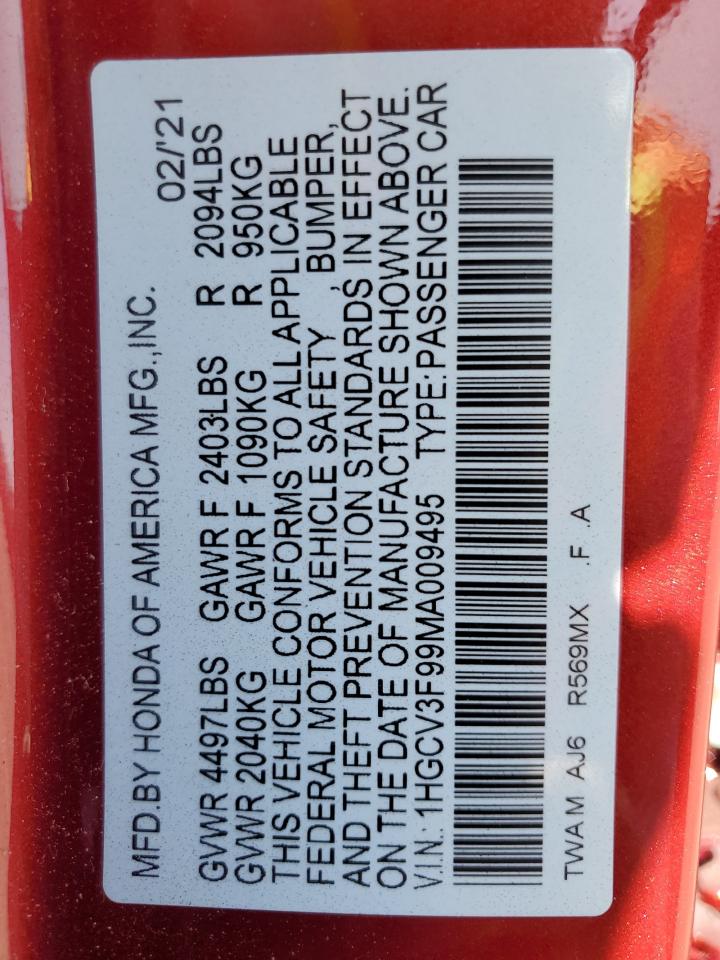 MFD.BY HONDA OF AMERICA MFG.,INC. 02/'21
GVWR 4497LBS GAWR F 2403LBS R 2094LBS
GVWR 2040KG GAWR F 1090KG R 950KG
THIS VEHICLE CONFORMS TO ALL APPLICABLE
FEDERAL MOTOR VEHICLE SAFETY , BUMPER,
AND THEFT PREVENTION STANDARDS IN EFFECT
ON THE DATE OF MANUFACTURE SHOWN ABOVE.
V.I.N.: 1HGCV3F99MA009495 TYPE: PASSENGER CAR
TWA M AJ6 R569MX .F .A